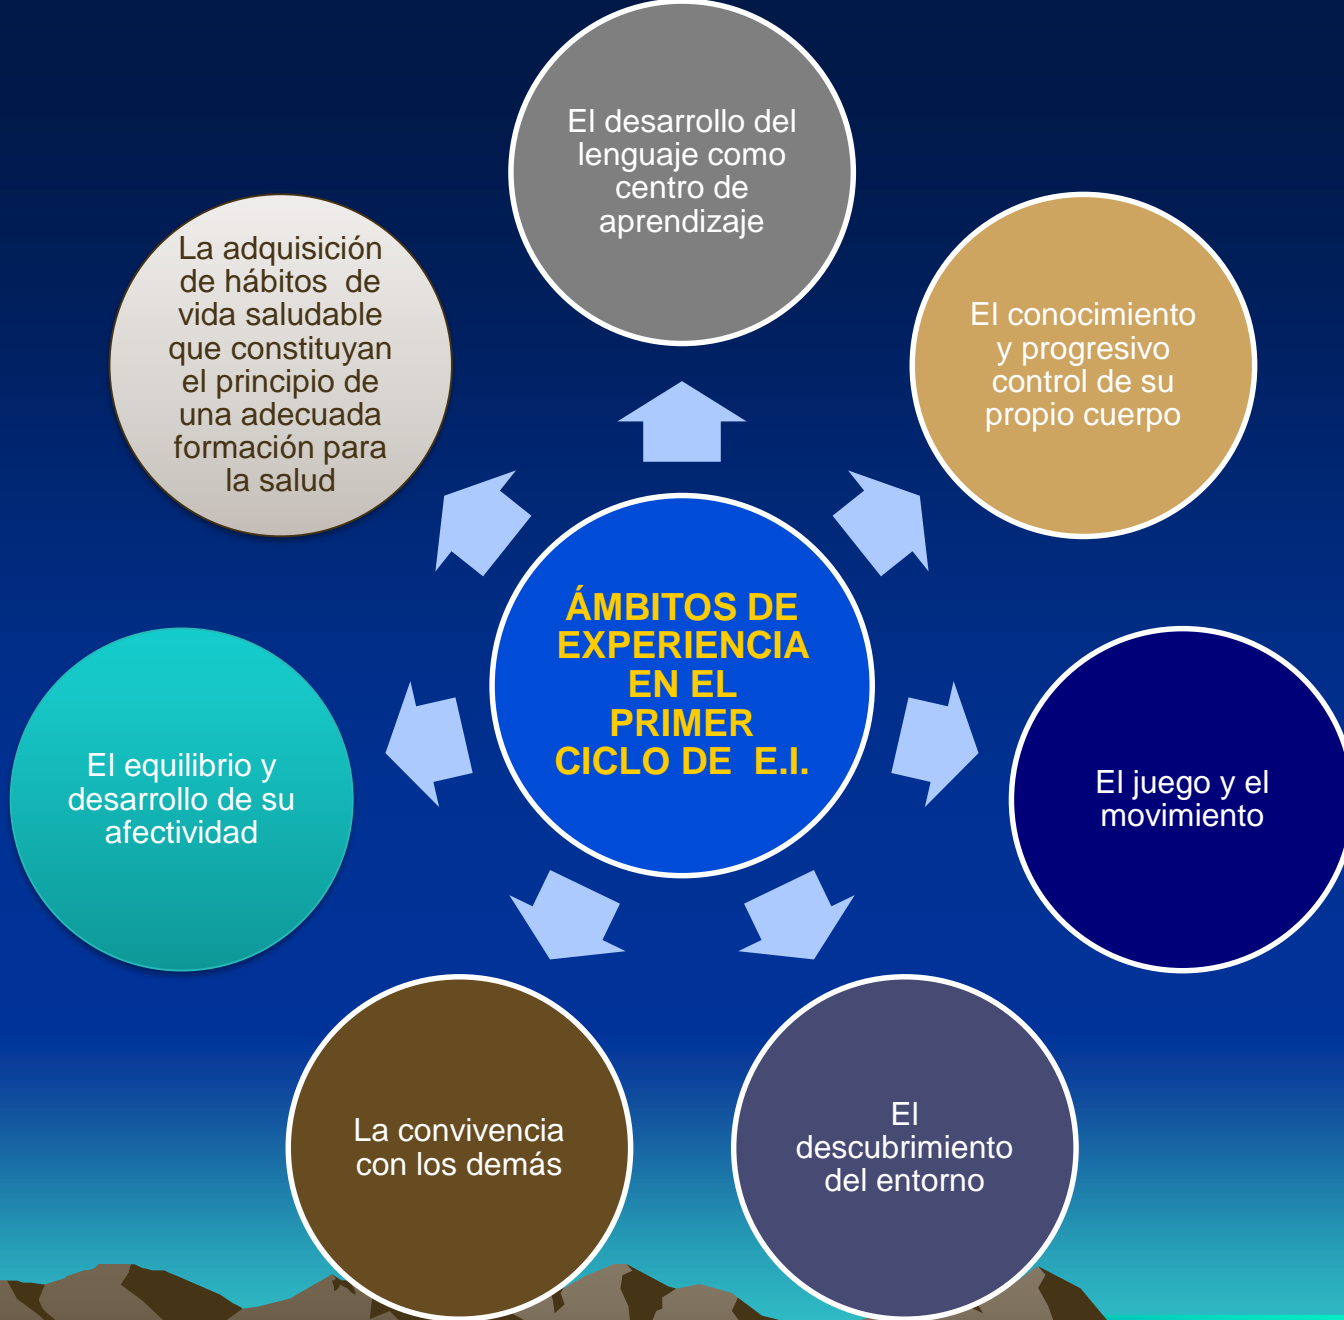 El desarrollo del
lenguaje como
centro de
aprendizaje
El conocimiento
y progresivo
control de su
propio cuerpo
El juego y el
movimiento
El
descubrimiento
del entorno
La convivencia
con los demás
El equilibrio y
desarrollo de su
afectividad
La adquisición
de hábitos  de
vida saludable
que constituyan
el principio de
una adecuada
formación para
la salud
ÁMBITOS DE
EXPERIENCIA
EN EL
PRIMER
CICLO DE  E.I.